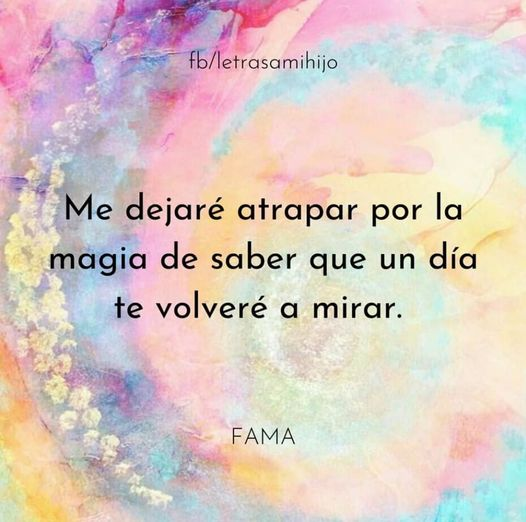 fb/letrasamihijo
Me dejaré atrapar por la
magia de saber que un día
te volveré a mirar.
FAMA